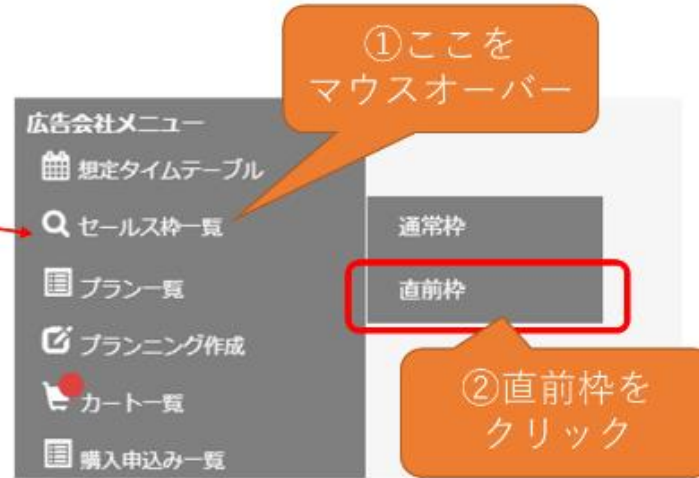 ①ここを
マウスオーバー
広告会社メニュー
想定タイムテーブル
セールス枠一覧
通常枠
プラン一覧
直前枠
プランニング作成
カート一覧
②直前枠を
クリック
購入申込み一覧